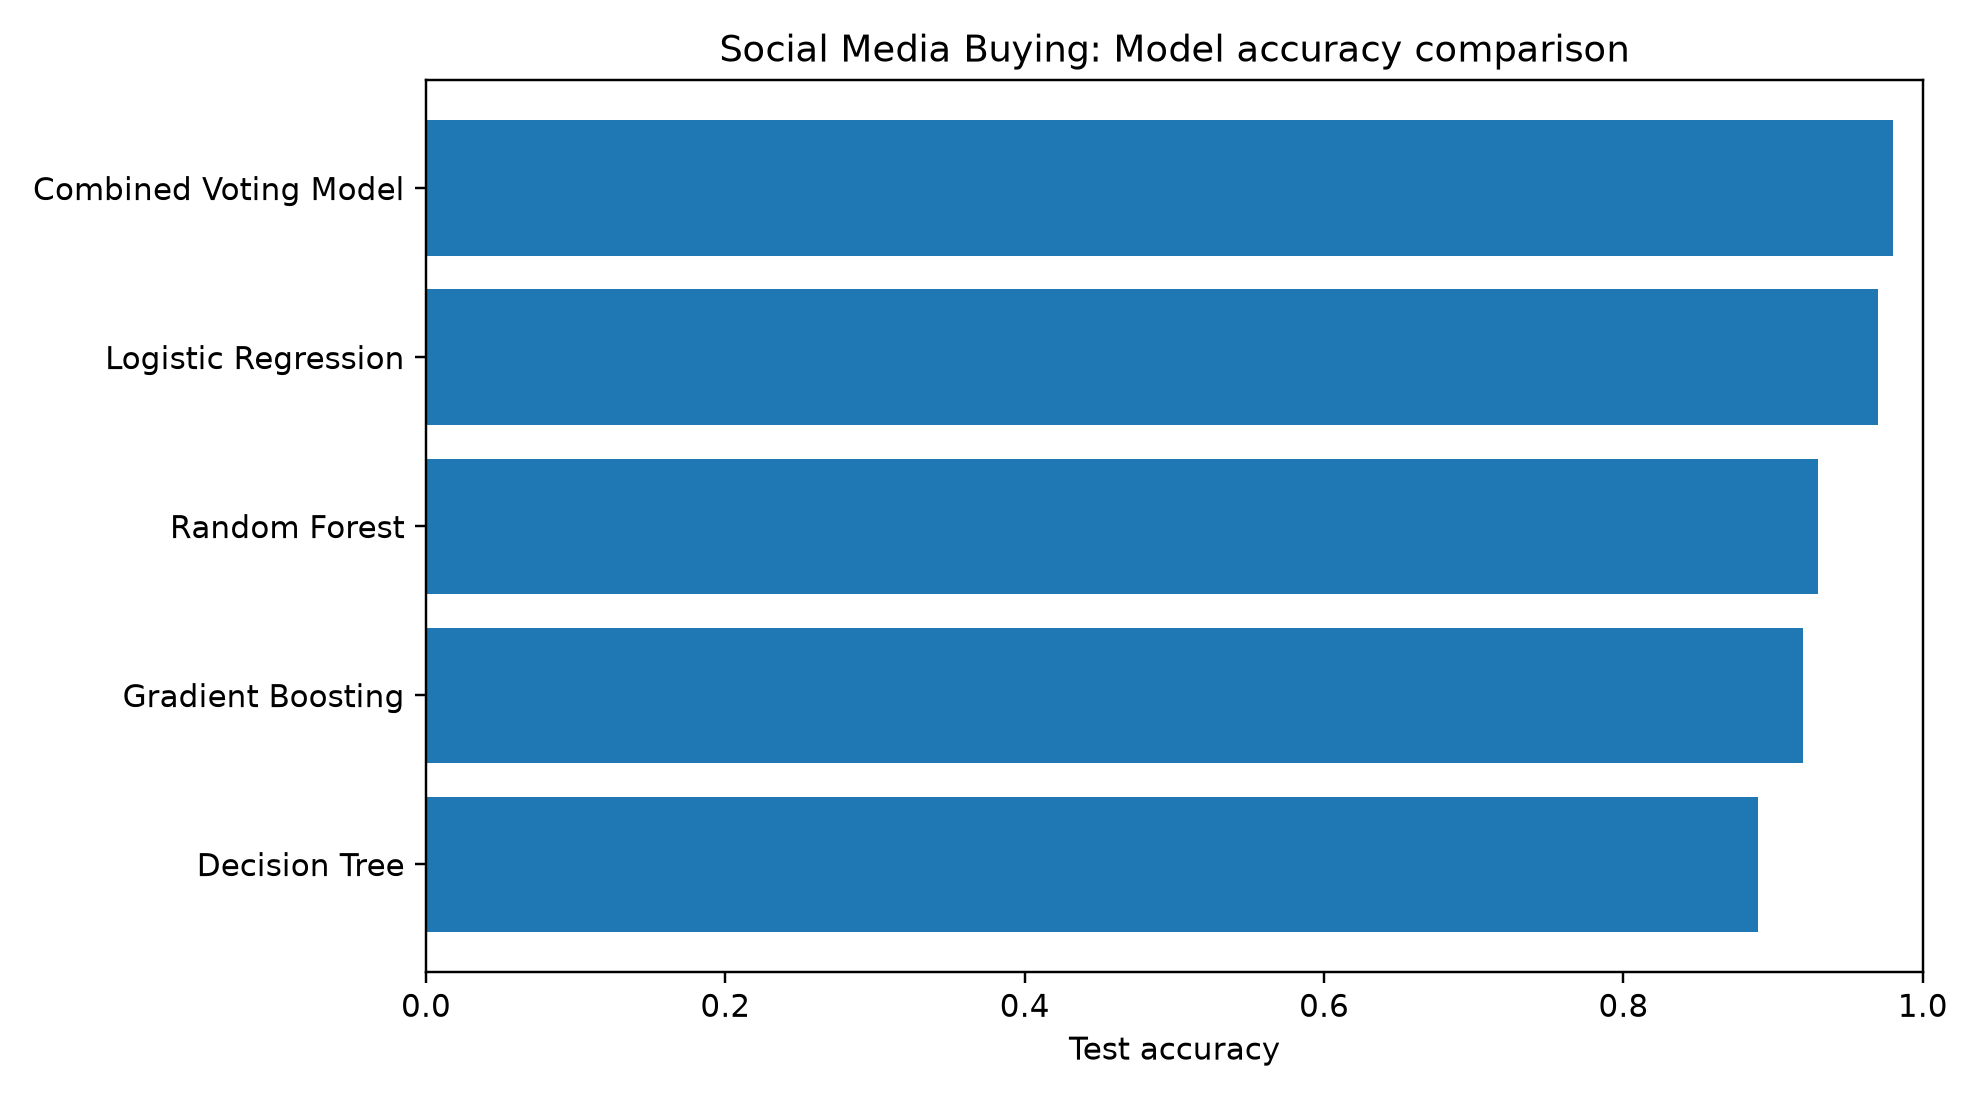 Social Media Buying: Model accuracy comparison
Combined Voting Model
Logistic Regression
Random Forest
Gradient Boosting
Decision Tree
0.0 0.2 0.4 0.6 0.8 1.0
Test accuracy